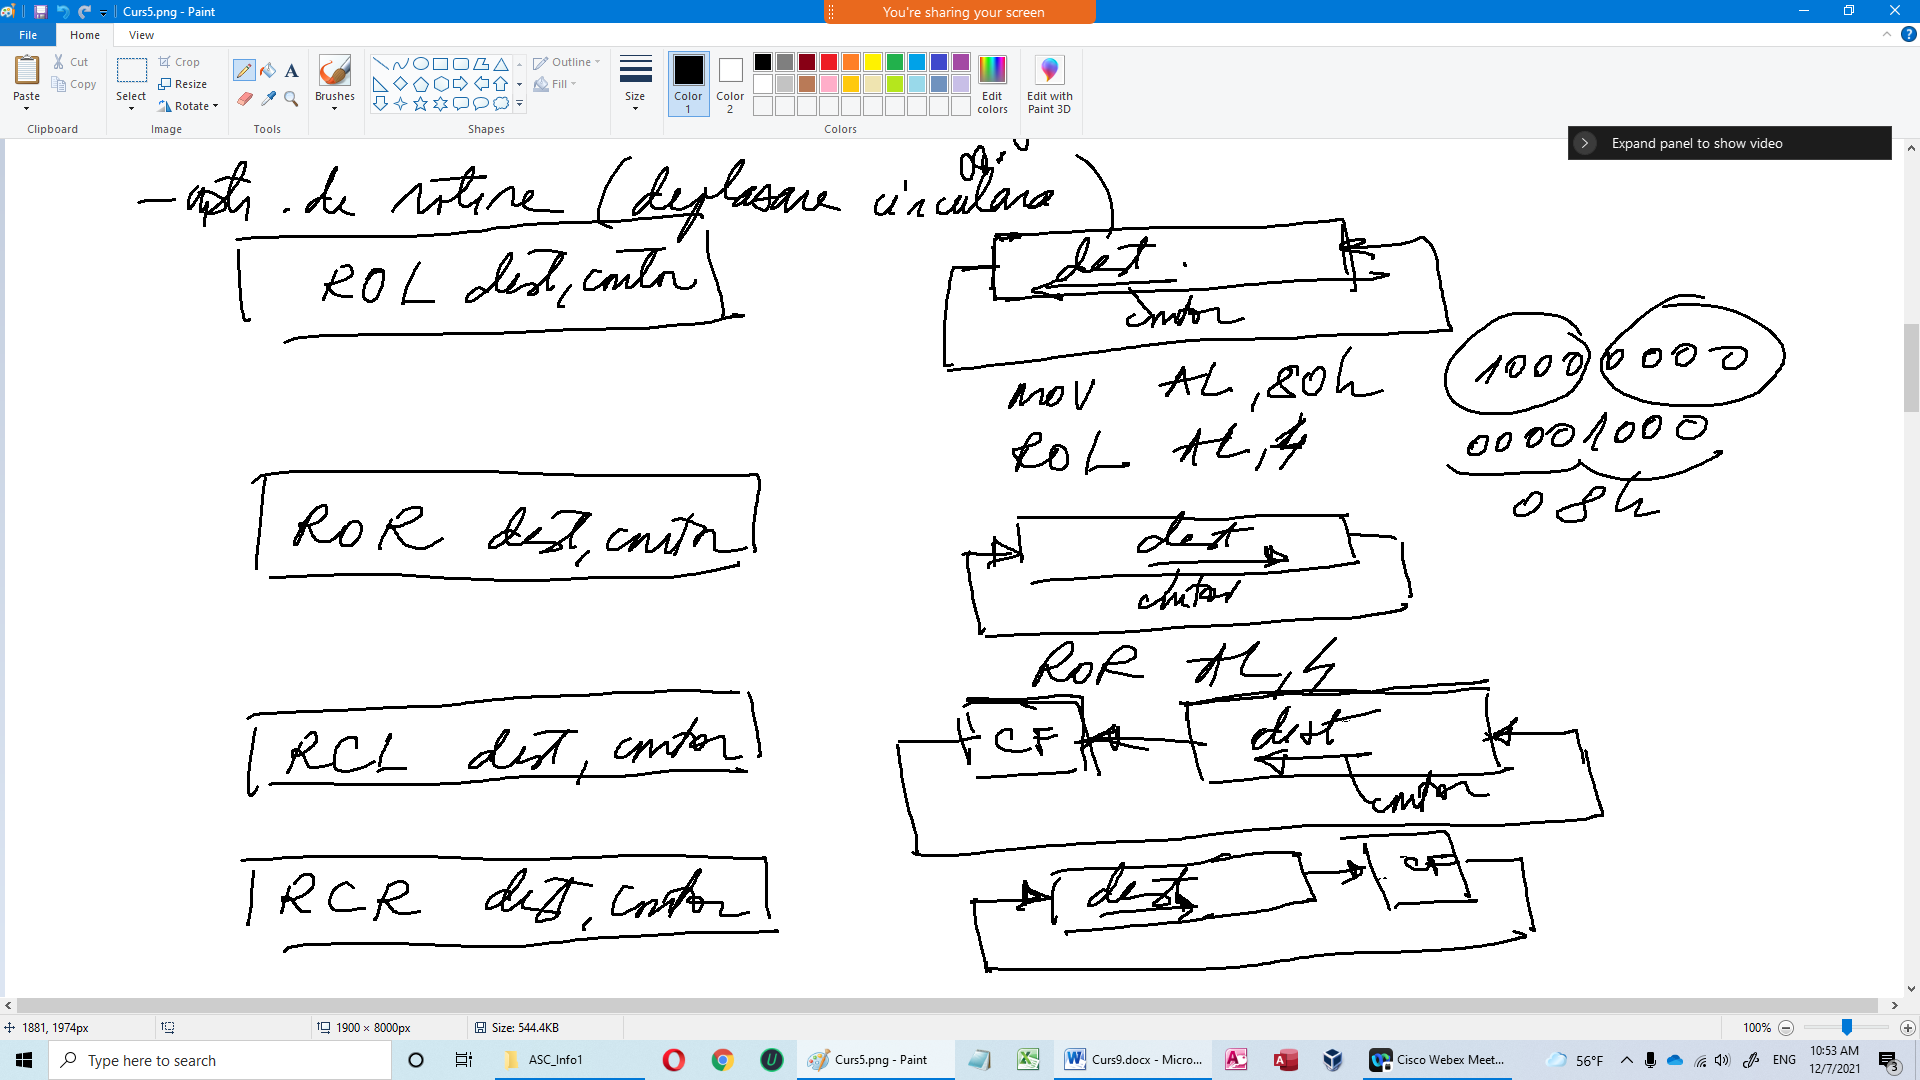 Curs5.png - Paint
You're sharing your screen
File Home View
Paste Cut Copy
Select Crop Resize Rotate
Brushes
Outline Fill
Size
Color 1 Color 2
Edit colors
Edit with Paint 3D
Clipboard Image Tools Shapes Colors
Expand panel to show video
de rotire (deplasare circulara)
ROL dest, contor
dest
contor
MOV AL, 80h
1000 0000
ROL AL, 4
0000 1000
08h
ROR dest, contor
dest
contor
ROR AL, 4
RCL dest, contor
CF dest
contor
RCR dest, contor
dest CF
1881, 1974px 1900 × 8000px Size: 544.4KB 100%
Type here to search ASC_Info1 Curs5.png - Paint Curs9.docx - Micro... Cisco Webex Meet... 56°F ENG 10:53 AM
12/7/2021 3